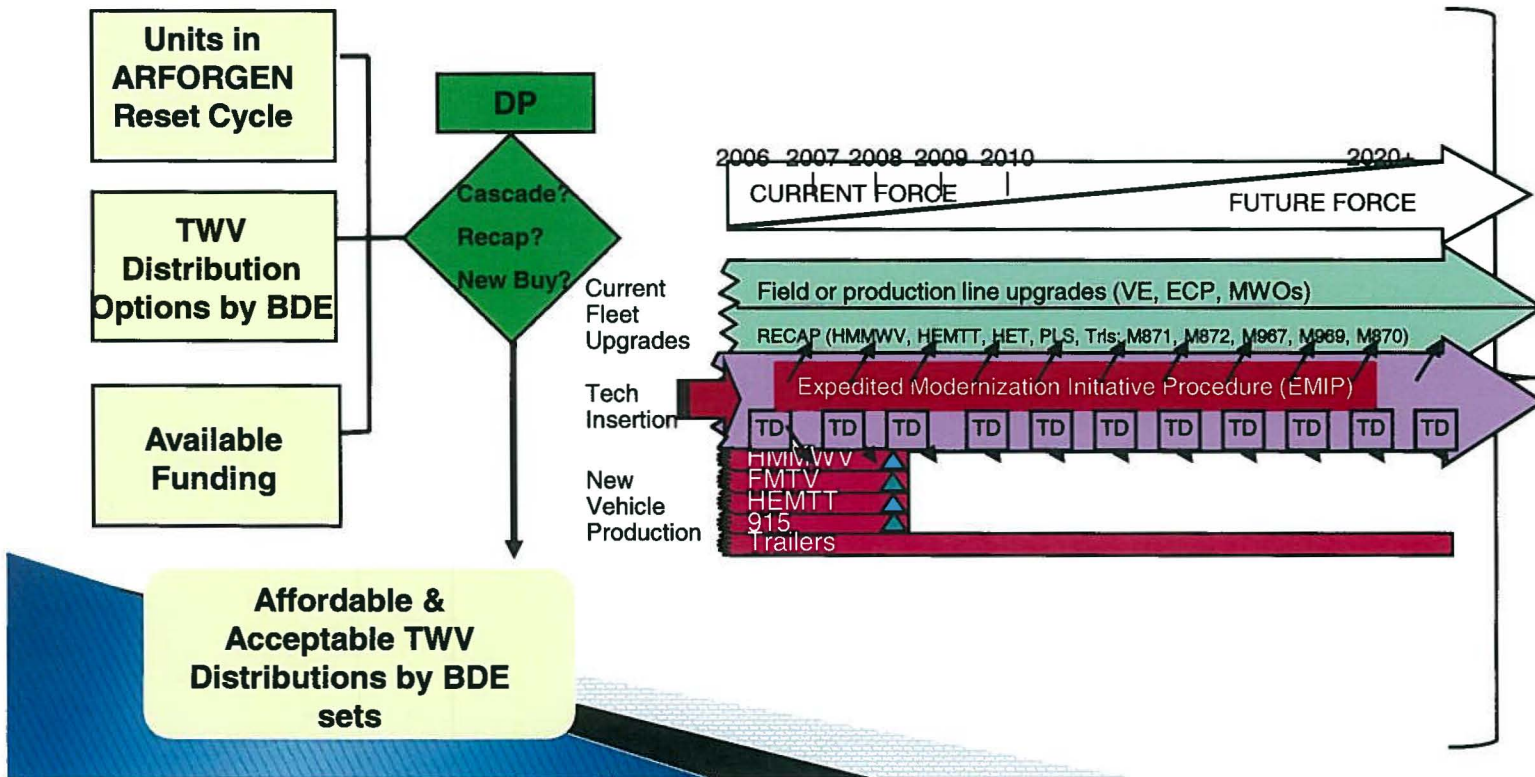 Units in
ARFORGEN
Reset Cycle
TWV
Distribution
Options by BDE
Available
Funding
DP
Cascade?
Recap?
New Buy?
Affordable &
Acceptable TWV
Distributions by BDE
sets
2006 2007 2008 2009 2010 2020+
CURRENT FORCE
FUTURE FORCE
Current
Fleet
Upgrades
Field or production line upgrades (VE, ECP, MWOs)
RECAP (HMMWV, HEMTT, HET, PLS, Trls: M871, M872, M967, M969, M870)
Tech
Insertion
Expedited Modernization Initiative Procedure (EMIP)
TD TD TD TD TD TD TD TD TD TD TD
New
Vehicle
Production
HMMWV
FMTV
HEMTT
915
Trailers